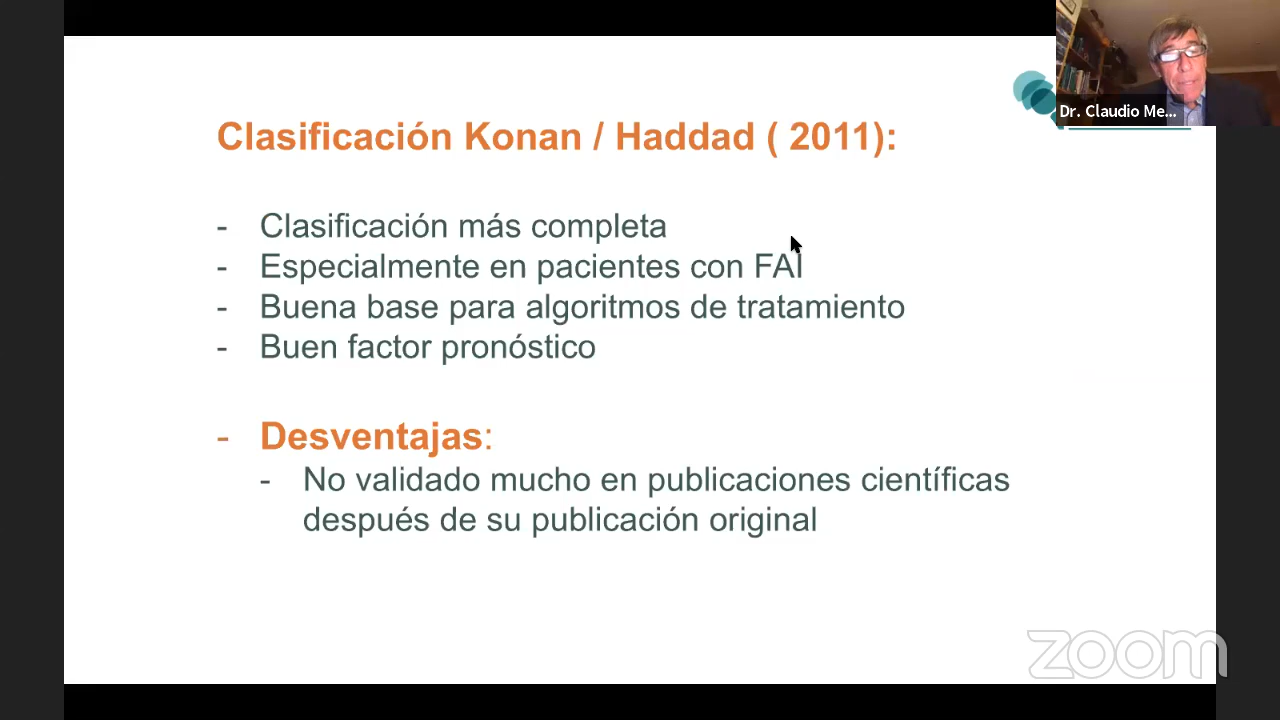 Clasificación Konan / Haddad ( 2011):
- Clasificación más completa
- Especialmente en pacientes con FAI
- Buena base para algoritmos de tratamiento
- Buen factor pronóstico
- Desventajas:
- No validado mucho en publicaciones científicas
después de su publicación original
Dr. Claudio Me...
zoom